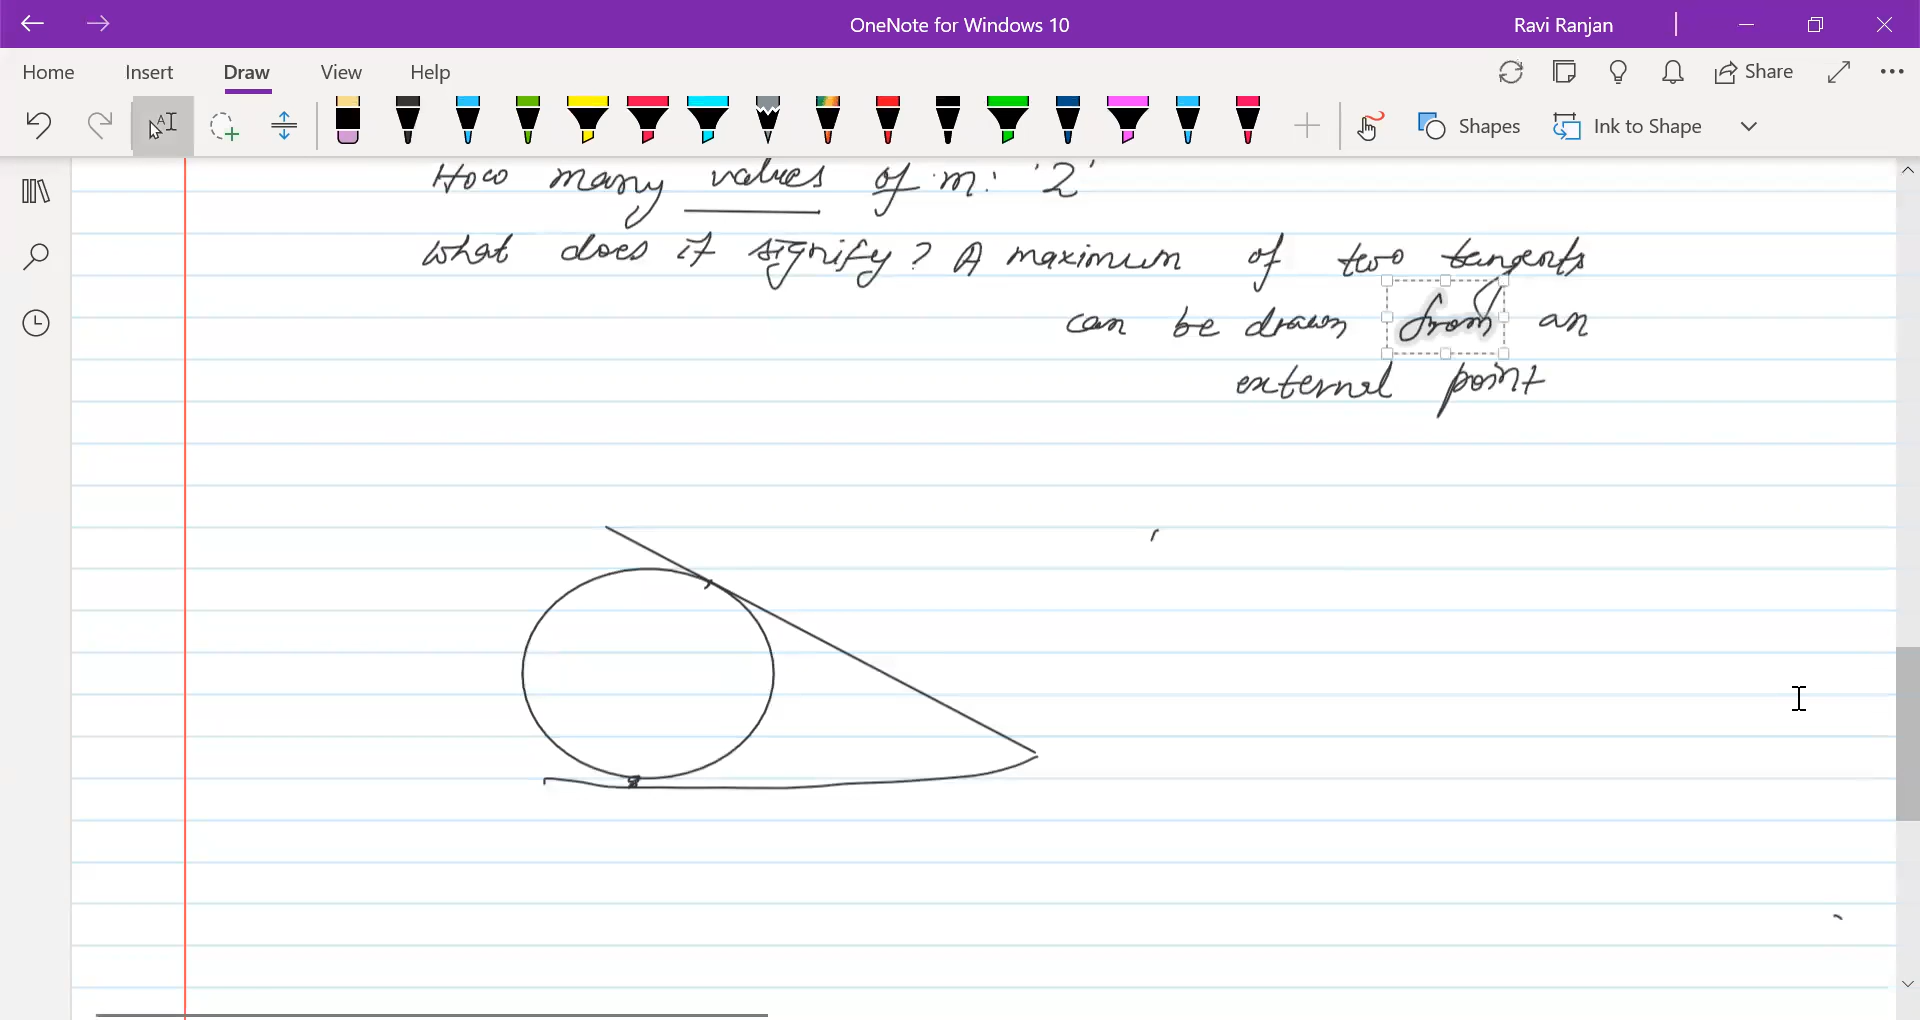 OneNote for Windows 10
Ravi Ranjan
Home Insert Draw View Help
Share
Shapes
Ink to Shape
How many values of m: '2'
What does it signify? A maximum of two tangents
can be drawn from an
external point